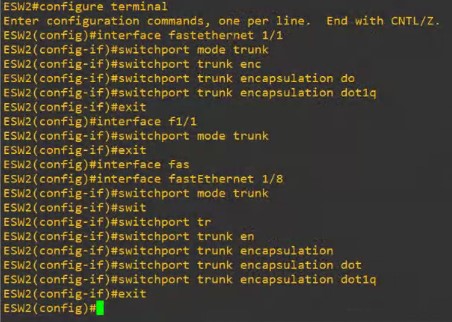 ESW2#configure terminal
Enter configuration commands, one per line.  End with CNTL/Z.
ESW2(config)#interface fastethernet 1/1
ESW2(config-if)#switchport mode trunk
ESW2(config-if)#switchport trunk enc
ESW2(config-if)#switchport trunk encapsulation do
ESW2(config-if)#switchport trunk encapsulation dot1q
ESW2(config-if)#exit
ESW2(config)#interface f1/1
ESW2(config-if)#switchport mode trunk
ESW2(config-if)#exit
ESW2(config)#interface fas
ESW2(config)#interface fastEthernet 1/8
ESW2(config-if)#switchport mode trunk
ESW2(config-if)#swit
ESW2(config-if)#switchport tr
ESW2(config-if)#switchport trunk en
ESW2(config-if)#switchport trunk encapsulation
ESW2(config-if)#switchport trunk encapsulation dot
ESW2(config-if)#switchport trunk encapsulation dot1q
ESW2(config-if)#exit
ESW2(config)#